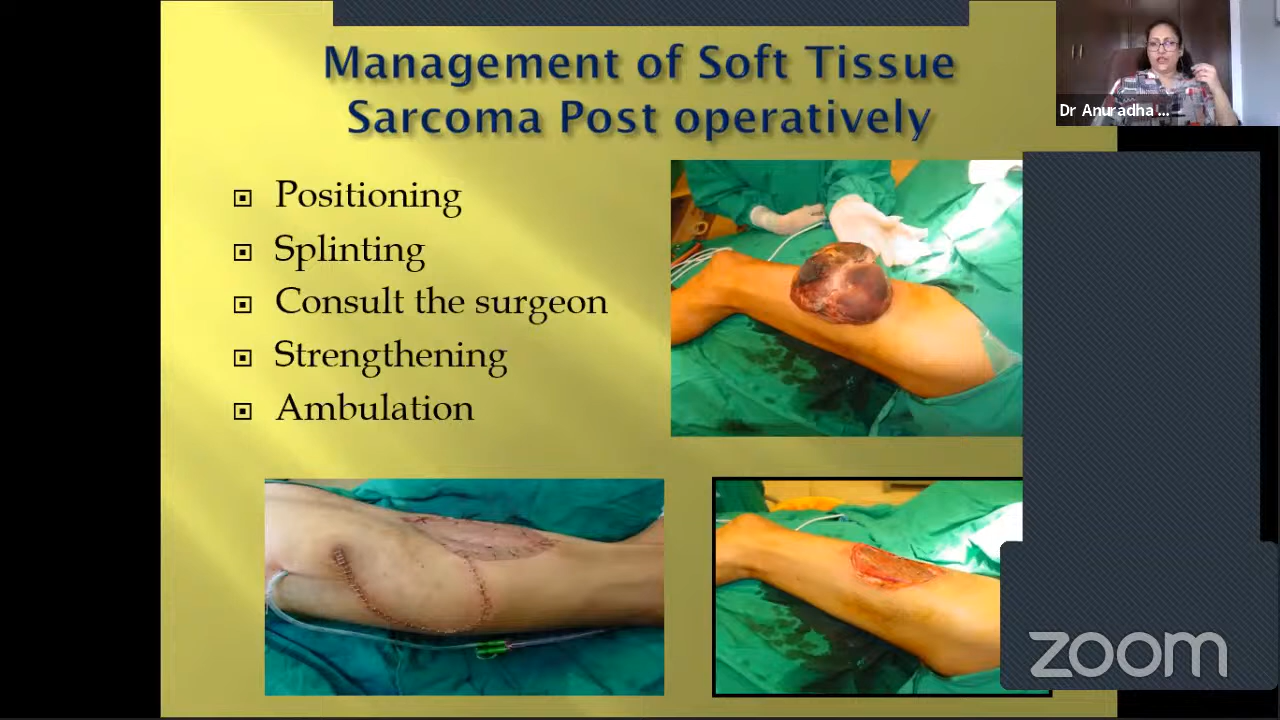 Management of Soft Tissue
Sarcoma Post operatively
Dr Anuradha ...
Positioning
Splinting
Consult the surgeon
Strengthening
Ambulation
zoom